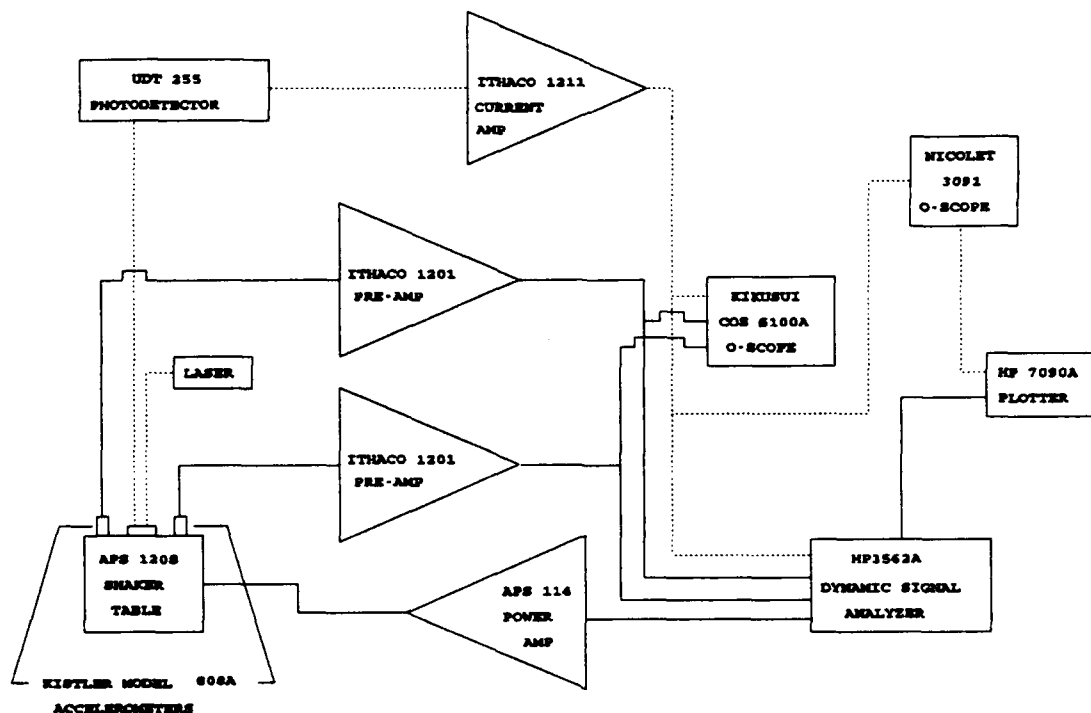 UDT 255
PHOTODETECTOR
ITHACO 1211
CURRENT
AMP
NICOLET
3091
O-SCOPE
ITHACO 1201
PRE-AMP
KIKUSUI
COS 6100A
O-SCOPE
LASER
HP 7090A
PLOTTER
ITHACO 1201
PRE-AMP
APS 120S
SHAKER
TABLE
APS 114
POWER
AMP
HP3562A
DYNAMIC SIGNAL
ANALYZER
KISTLER MODEL 808A
ACCELEROMETERS